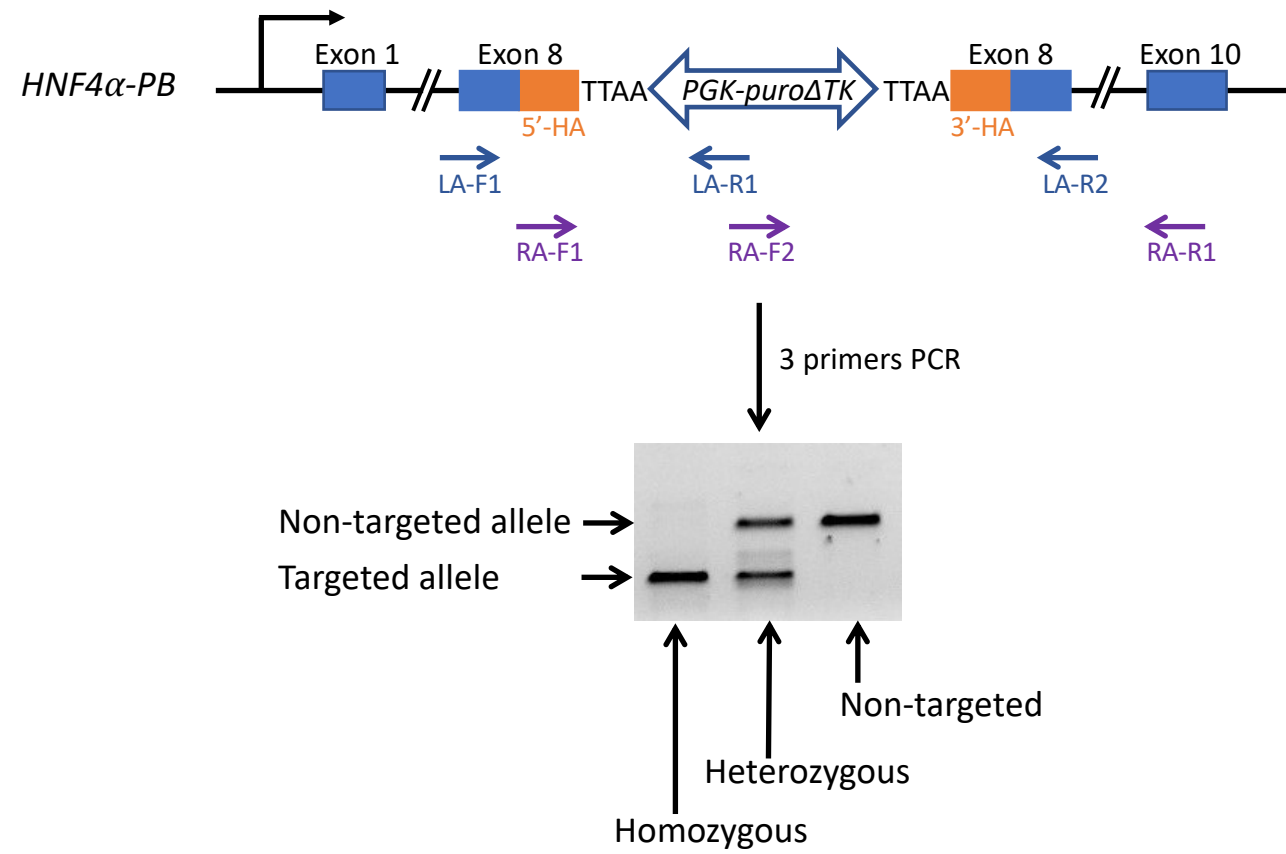 Exon 1 Exon 8 Exon 8 Exon 10
HNF4α-PB TTAA PGK-puroΔTK TTAA
5’-HA 3’-HA
LA-F1 LA-R1 LA-R2
RA-F1 RA-F2 RA-R1
3 primers PCR
Non-targeted allele
Targeted allele
Non-targeted
Heterozygous
Homozygous